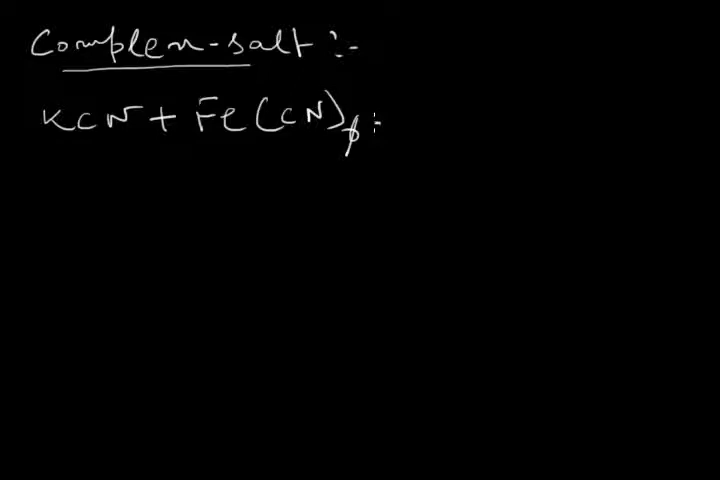 Complex-salt :-
KCN + Fe(CN)